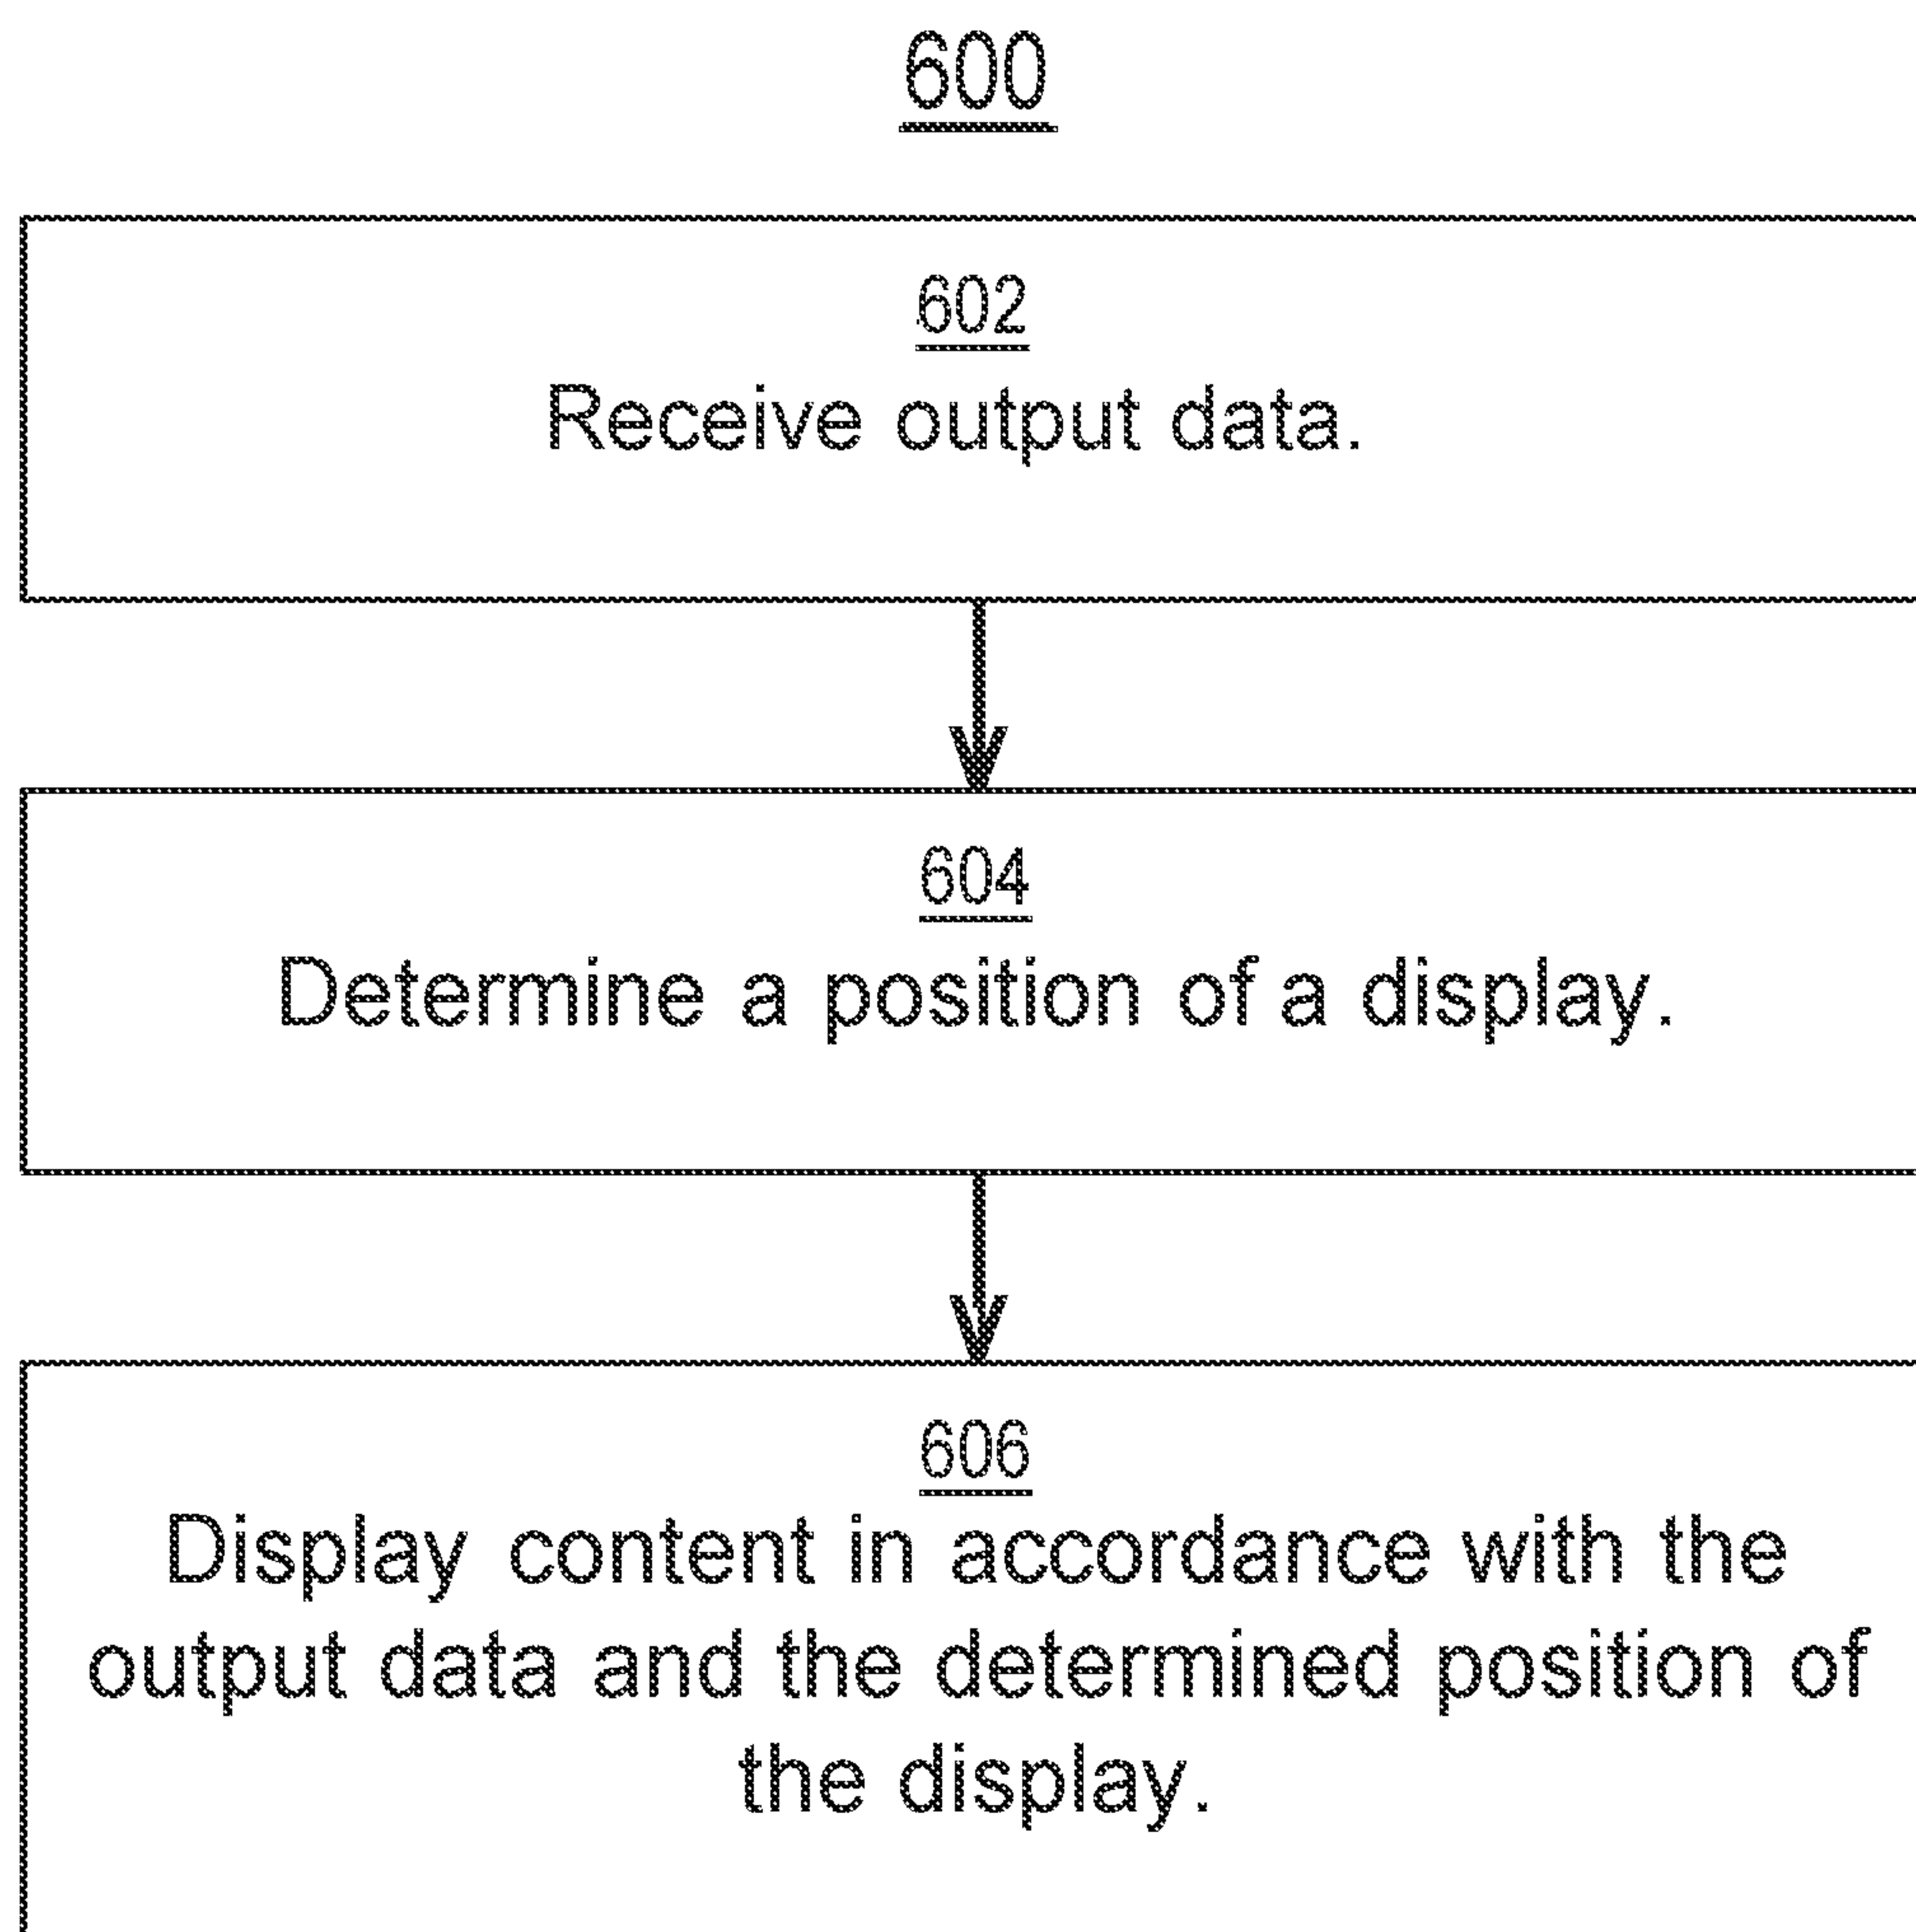 600
602
Receive output data.
604
Determine a position of a display.
606
Display content in accordance with the
output data and the determined position of
the display.